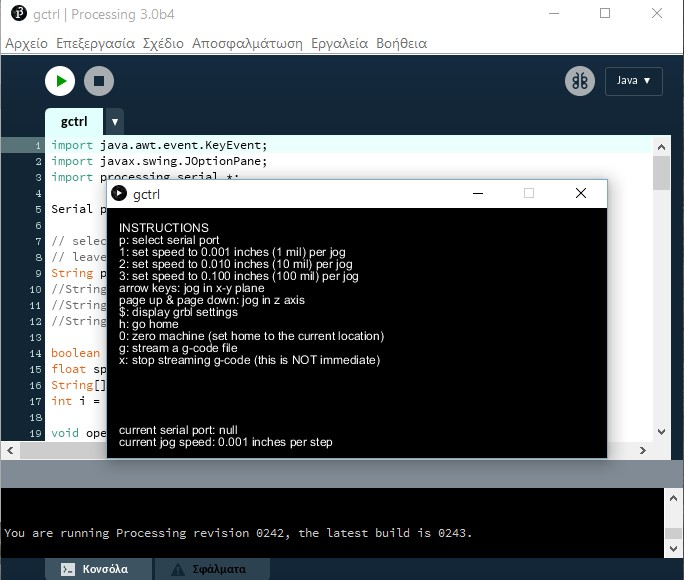 gctrl | Processing 3.0b4
Αρχείο Επεξεργασία Σχέδιο Αποσφαλμάτωση Εργαλεία Βοήθεια
Java ▼
gctrl ▼
1 import java.awt.event.KeyEvent;
2 import javax.swing.JOptionPane;
3 import processing.serial.*;
4
5 Serial p
6
7 // selec
8 // leave
9 String p
10 //String
11 //String
12 //String
13
14 boolean
15 float sp
16 String[]
17 int i =
18
19 void ope
gctrl
INSTRUCTIONS
p: select serial port
1: set speed to 0.001 inches (1 mil) per jog
2: set speed to 0.010 inches (10 mil) per jog
3: set speed to 0.100 inches (100 mil) per jog
arrow keys: jog in x-y plane
page up & page down: jog in z axis
$: display grbl settings
h: go home
0: zero machine (set home to the current location)
g: stream a g-code file
x: stop streaming g-code (this is NOT immediate)
current serial port: null
current jog speed: 0.001 inches per step
You are running Processing revision 0242, the latest build is 0243.
Κονσόλα Σφάλματα